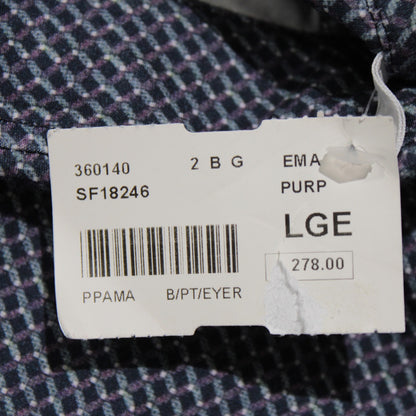 360140 2 B G EMA
SF18246 PURP
LGE
278.00
PPAMA B/PT/EYER